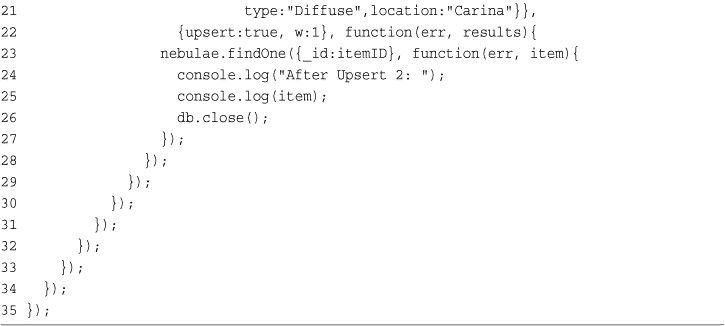 21                           type:"Diffuse",location:"Carina"}},
22                   {upsert:true, w:1}, function(err, results){
23                 nebulae.findOne({_id:itemID}, function(err, item){
24                   console.log("After Upsert 2: ");
25                   console.log(item);
26                   db.close();
27                 });
28               });
29             });
30           });
31         });
32       });
33     });
34   });
35 });